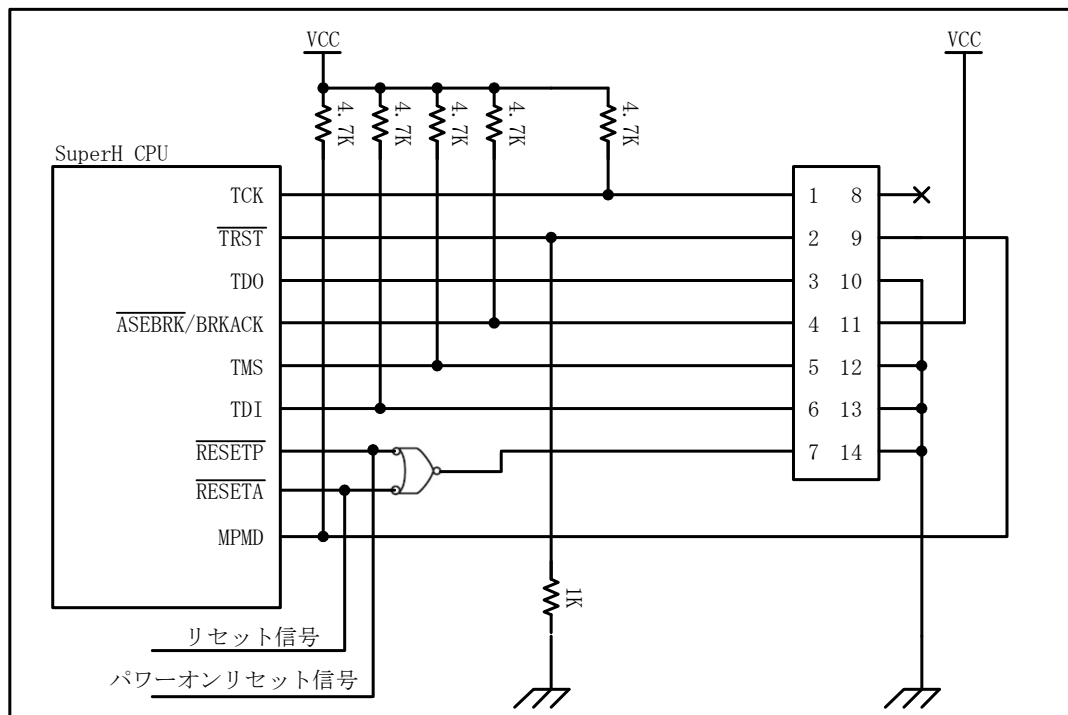 VCC
VCC
4.7K
4.7K
4.7K
4.7K
4.7K
SuperH CPU
TCK
1
8
TRST
2
9
TDO
3
10
ASEBRK/BRKACK
4
11
TMS
5
12
TDI
6
13
RESETP
7
14
RESETA
MPMD
1K
リセット信号
パワーオンリセット信号